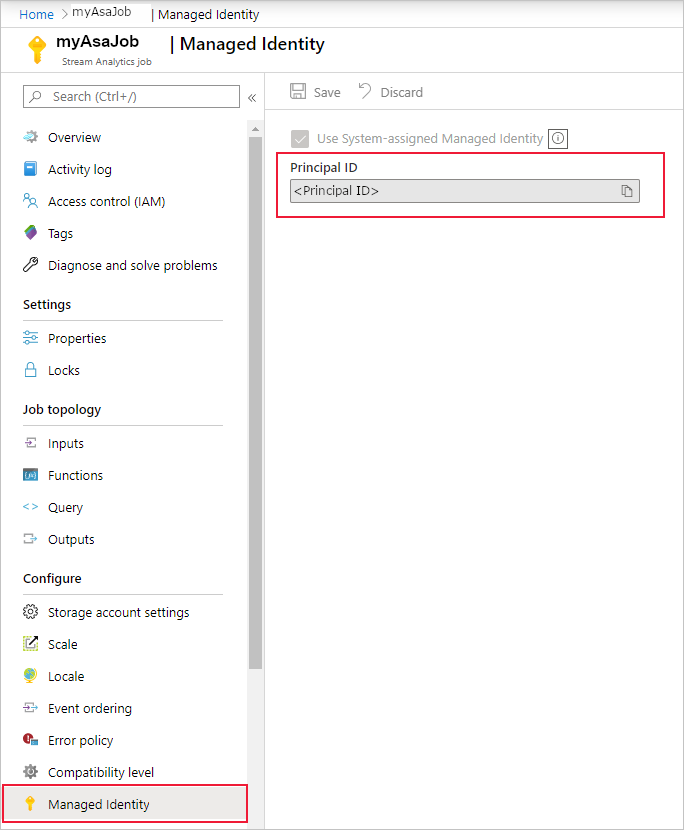 Home > myAsaJob | Managed Identity
myAsaJob | Managed Identity
Stream Analytics job
Search (Ctrl+/)
«
Save Discard
Overview
Use System-assigned Managed Identity
Activity log
Principal ID
<Principal ID>
Access control (IAM)
Tags
Diagnose and solve problems
Settings
Properties
Locks
Job topology
Inputs
Functions
<> Query
Outputs
Configure
Storage account settings
Scale
Locale
Event ordering
Error policy
Compatibility level
Managed Identity